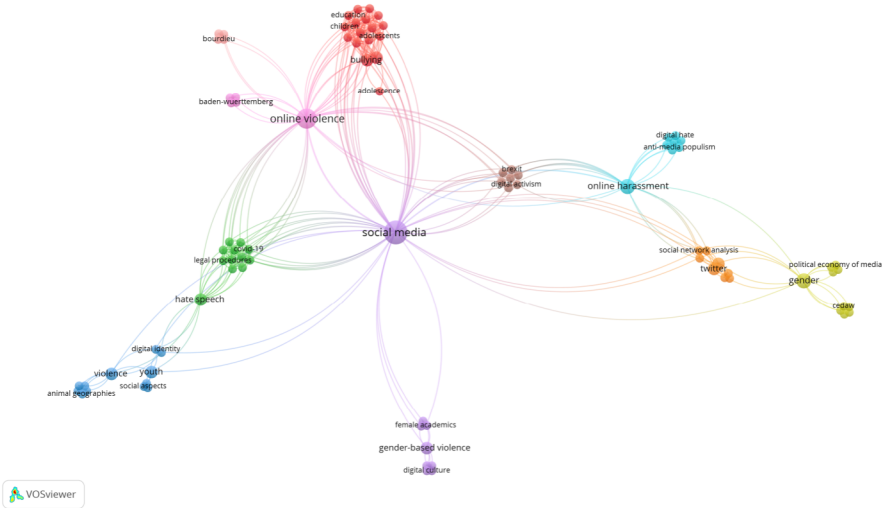 education
children
adolescents
bourdieu
bullying
adolescence
baden-wuerttemberg
online violence
digital hate
anti-media populism
brexit
digital activism
online harassment
social media
covid-19
legal procedures
social network analysis
twitter
political economy of media
gender
hate speech
cedaw
digital identity
violence
youth
social aspects
animal geographies
female academics
gender-based violence
digital culture
VOSviewer